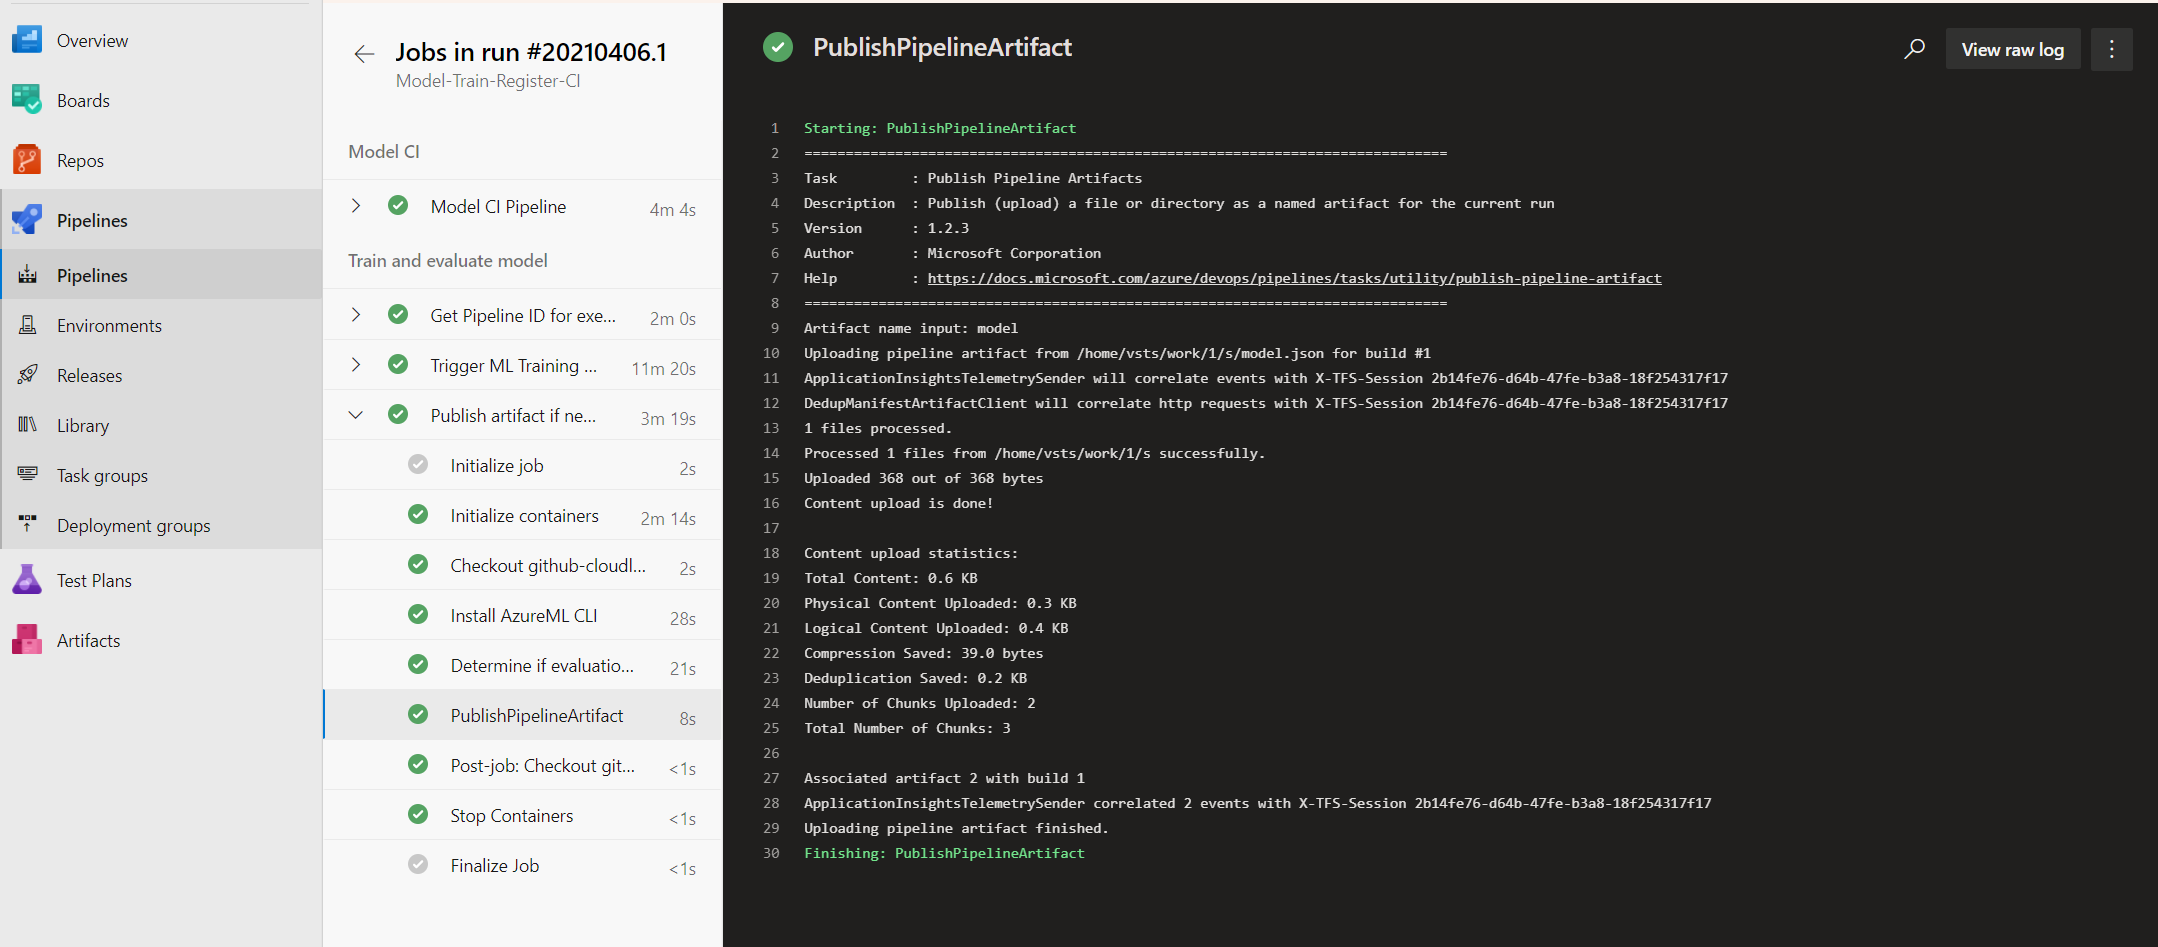 Overview
Boards
Repos
Pipelines
Pipelines
Environments
Releases
Library
Task groups
Deployment groups
Test Plans
Artifacts
Jobs in run #20210406.1
Model-Train-Register-CI
Model CI
Model CI Pipeline 4m 4s
Train and evaluate model
Get Pipeline ID for exe... 2m 0s
Trigger ML Training ... 11m 20s
Publish artifact if ne... 3m 19s
Initialize job 2s
Initialize containers 2m 14s
Checkout github-cloudl... 2s
Install AzureML CLI 28s
Determine if evaluatio... 21s
PublishPipelineArtifact 8s
Post-job: Checkout git... <1s
Stop Containers <1s
Finalize Job <1s
PublishPipelineArtifact
View raw log
1 Starting: PublishPipelineArtifact
2 ==============================================================================
3 Task : Publish Pipeline Artifacts
4 Description : Publish (upload) a file or directory as a named artifact for the current run
5 Version : 1.2.3
6 Author : Microsoft Corporation
7 Help : https://docs.microsoft.com/azure/devops/pipelines/tasks/utility/publish-pipeline-artifact
8 ==============================================================================
9 Artifact name input: model
10 Uploading pipeline artifact from /home/vsts/work/1/s/model.json for build #1
11 ApplicationInsightsTelemetrySender will correlate events with X-TFS-Session 2b14fe76-d64b-47fe-b3a8-18f254317f17
12 DedupManifestArtifactClient will correlate http requests with X-TFS-Session 2b14fe76-d64b-47fe-b3a8-18f254317f17
13 1 files processed.
14 Processed 1 files from /home/vsts/work/1/s successfully.
15 Uploaded 368 out of 368 bytes
16 Content upload is done!
17
18 Content upload statistics:
19 Total Content: 0.6 KB
20 Physical Content Uploaded: 0.3 KB
21 Logical Content Uploaded: 0.4 KB
22 Compression Saved: 39.0 bytes
23 Deduplication Saved: 0.2 KB
24 Number of Chunks Uploaded: 2
25 Total Number of Chunks: 3
26
27 Associated artifact 2 with build 1
28 ApplicationInsightsTelemetrySender correlated 2 events with X-TFS-Session 2b14fe76-d64b-47fe-b3a8-18f254317f17
29 Uploading pipeline artifact finished.
30 Finishing: PublishPipelineArtifact